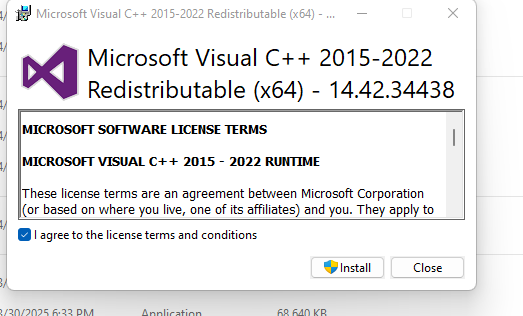 Microsoft Visual C++ 2015-2022 Redistributable (x64) - ...
Microsoft Visual C++ 2015-2022
Redistributable (x64) - 14.42.34438
MICROSOFT SOFTWARE LICENSE TERMS
MICROSOFT VISUAL C++ 2015 - 2022 RUNTIME
These license terms are an agreement between Microsoft Corporation
(or based on where you live, one of its affiliates) and you. They apply to
I agree to the license terms and conditions
Install
Close
/30/2025 6:33 PM Application 68,640 KB